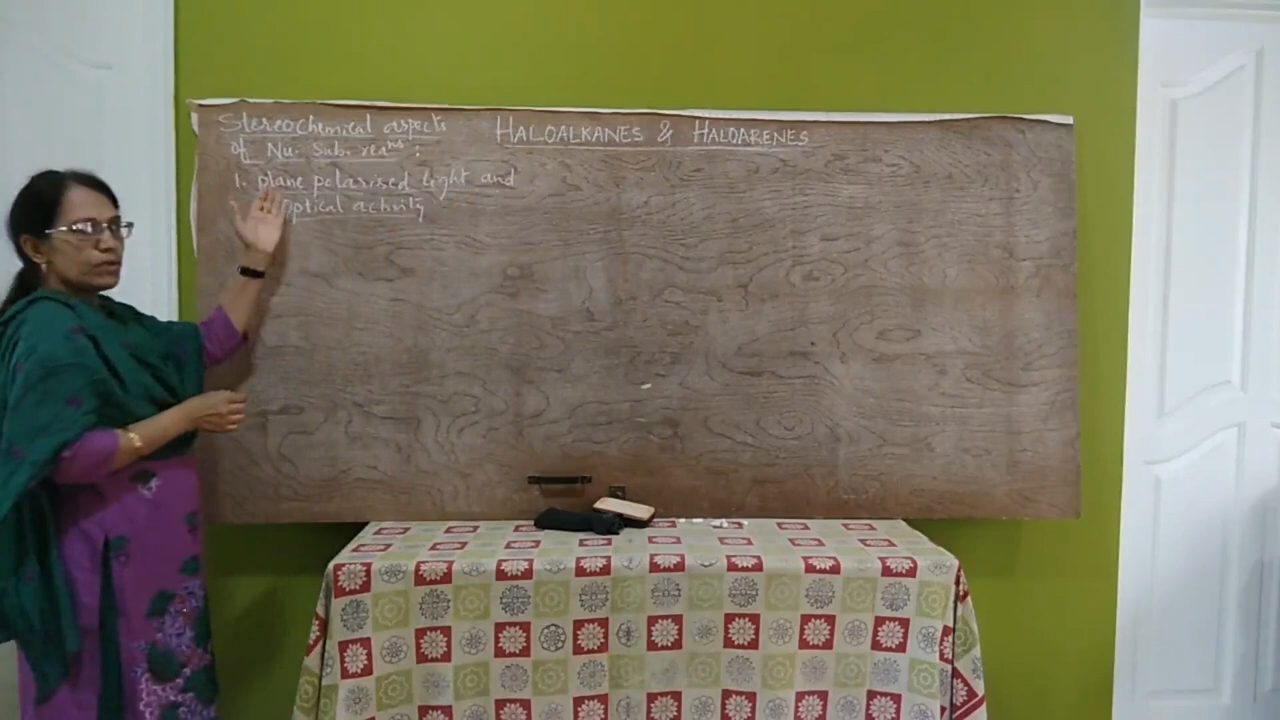 Stereochemical aspects
of Nu. Sub. reans :
HALOALKANES & HALOARENES
1. plane polarised light and
optical activity